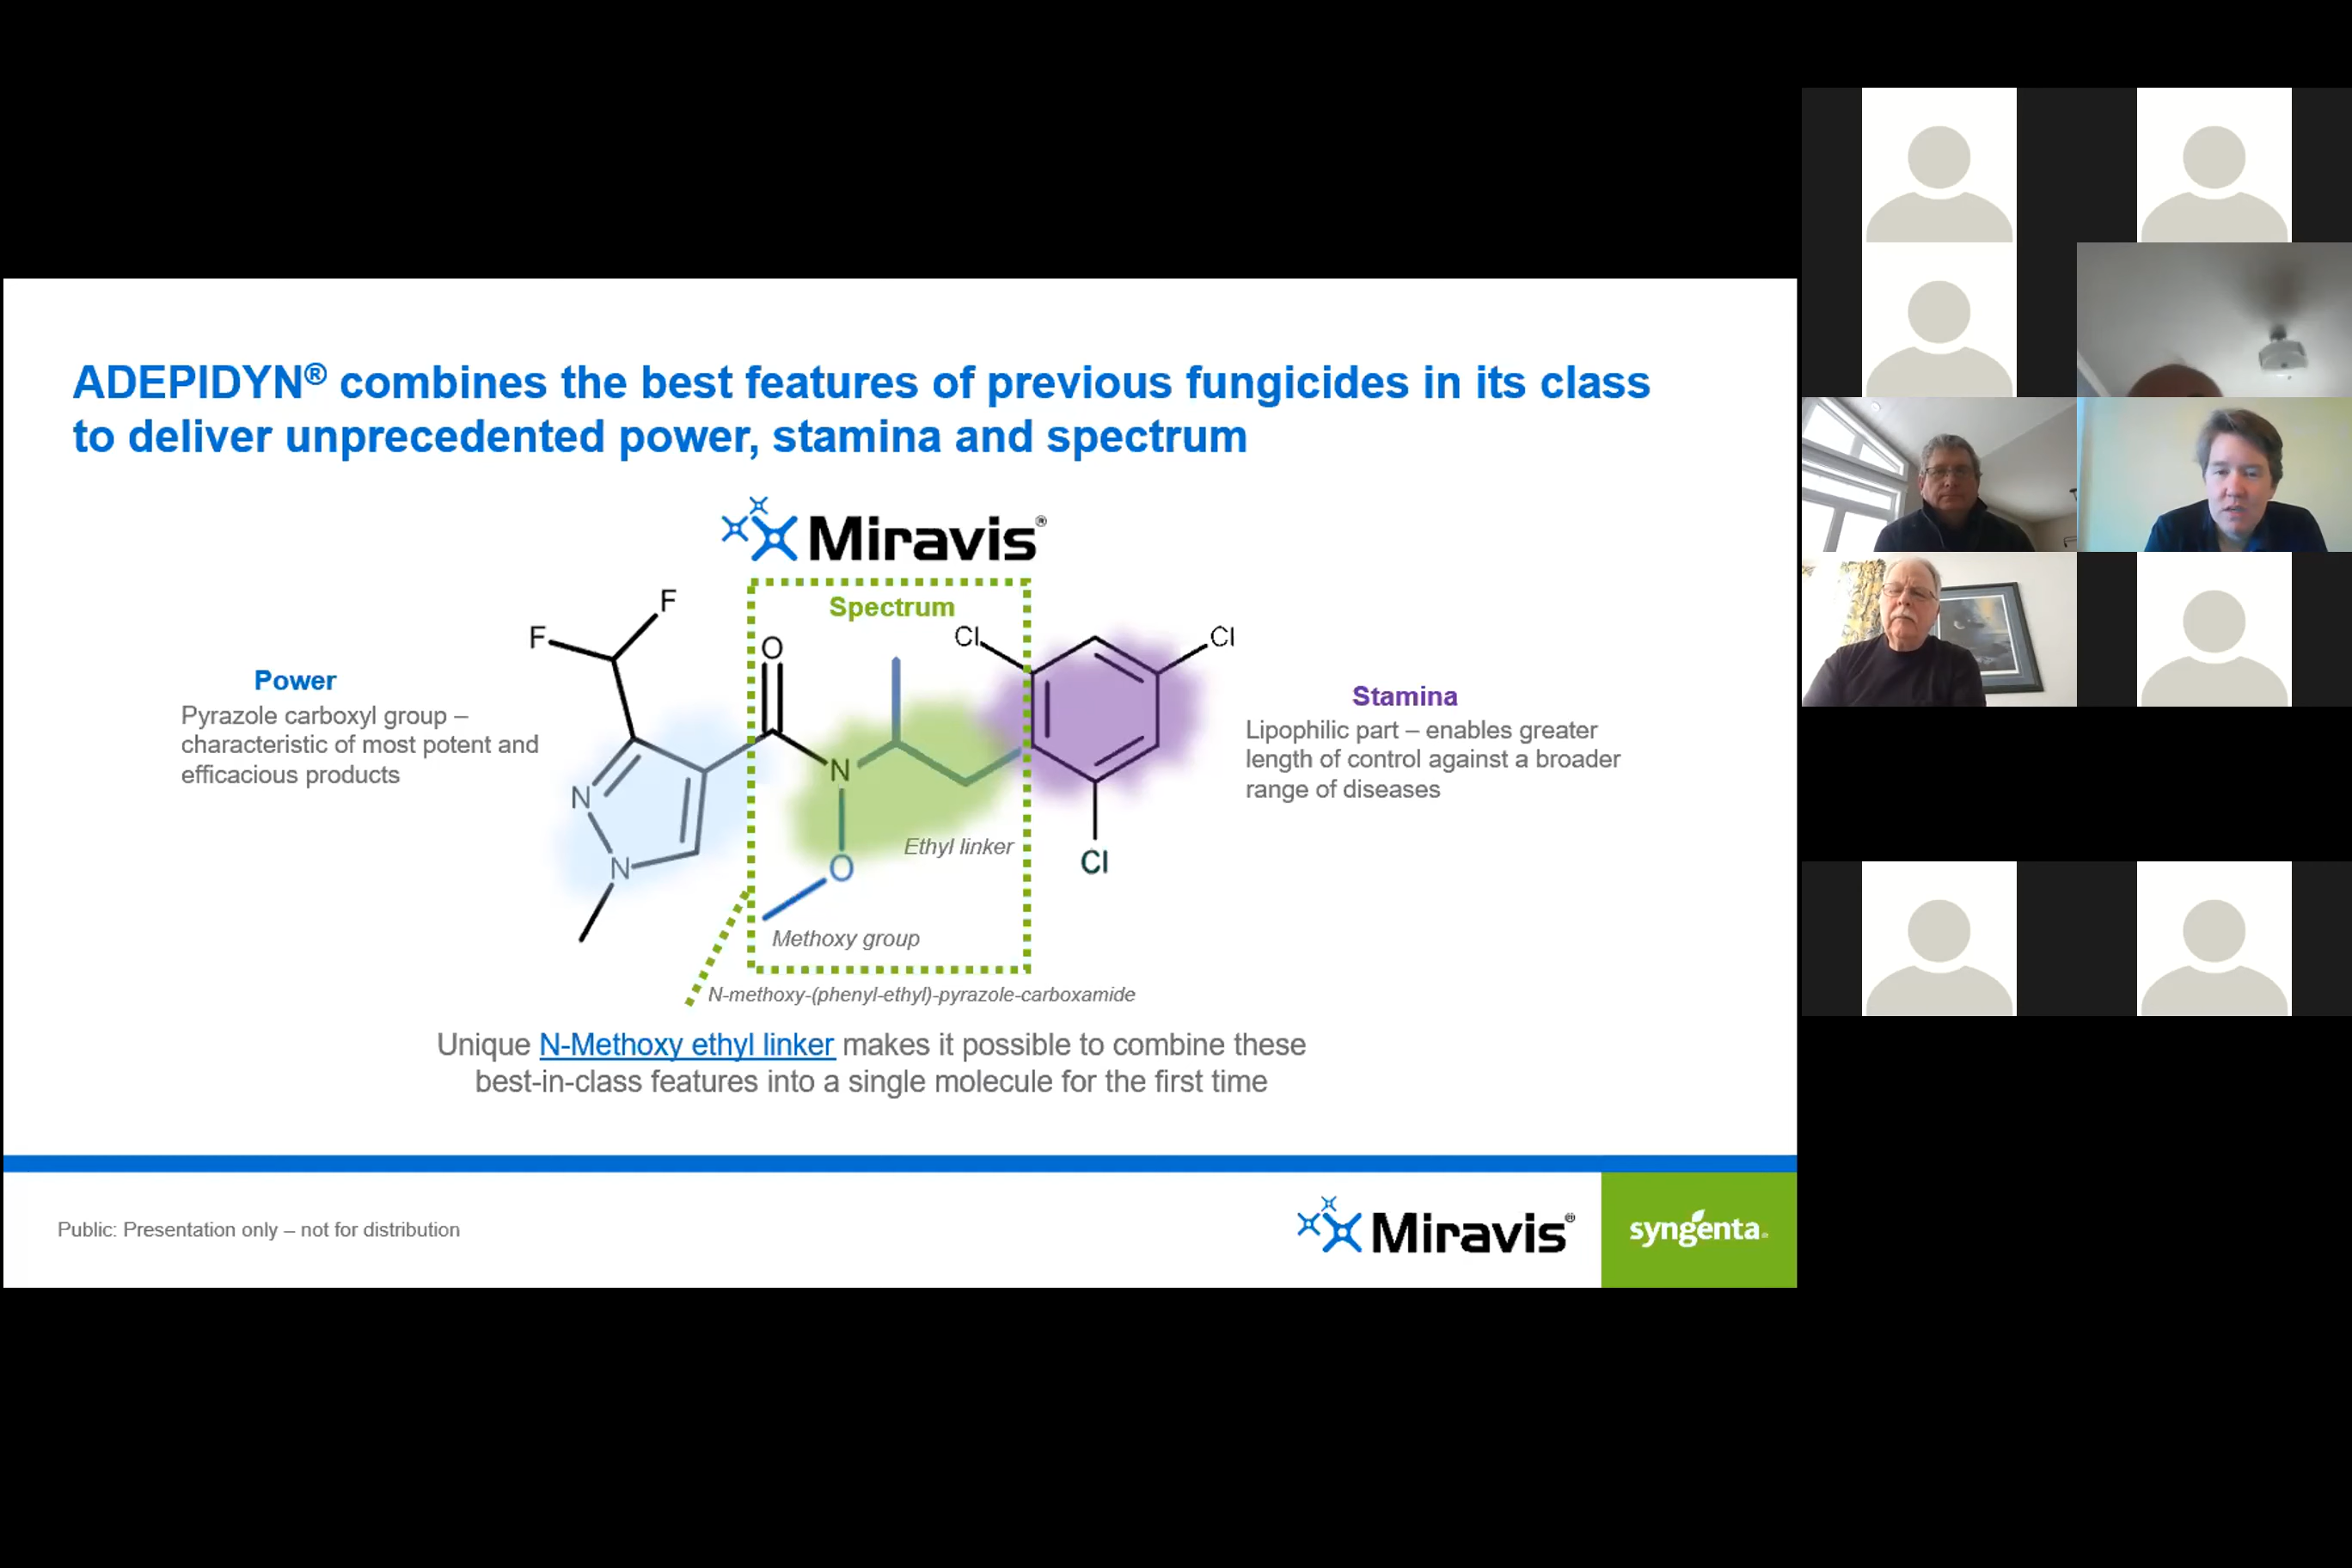 ADEPIDYN® combines the best features of previous fungicides in its class
to deliver unprecedented power, stamina and spectrum
Miravis®
Spectrum
F
F
O
Cl
Cl
Power
Pyrazole carboxyl group –
characteristic of most potent and
efficacious products
Stamina
Lipophilic part – enables greater
length of control against a broader
range of diseases
N
N
N
O
Ethyl linker
Cl
Methoxy group
N-methoxy-(phenyl-ethyl)-pyrazole-carboxamide
Unique N-Methoxy ethyl linker makes it possible to combine these
best-in-class features into a single molecule for the first time
Public: Presentation only – not for distribution
Miravis®
syngenta®